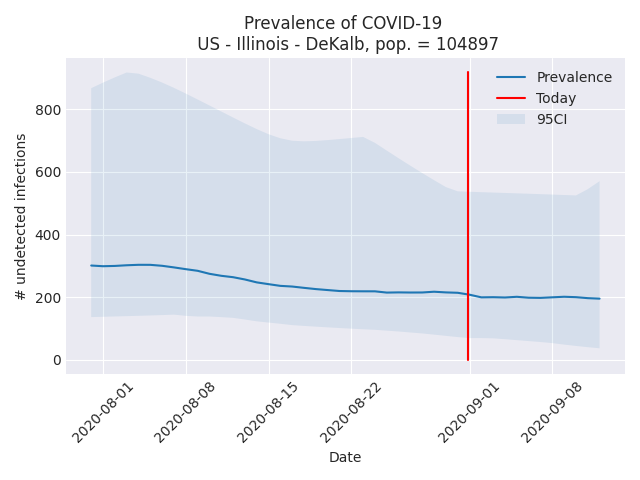 Prevalence of COVID-19
US - Illinois - DeKalb, pop. = 104897
Prevalence
Today
95CI
# undetected infections
800
600
400
200
0
2020-08-01
2020-08-08
2020-08-15
2020-08-22
2020-09-01
2020-09-08
Date